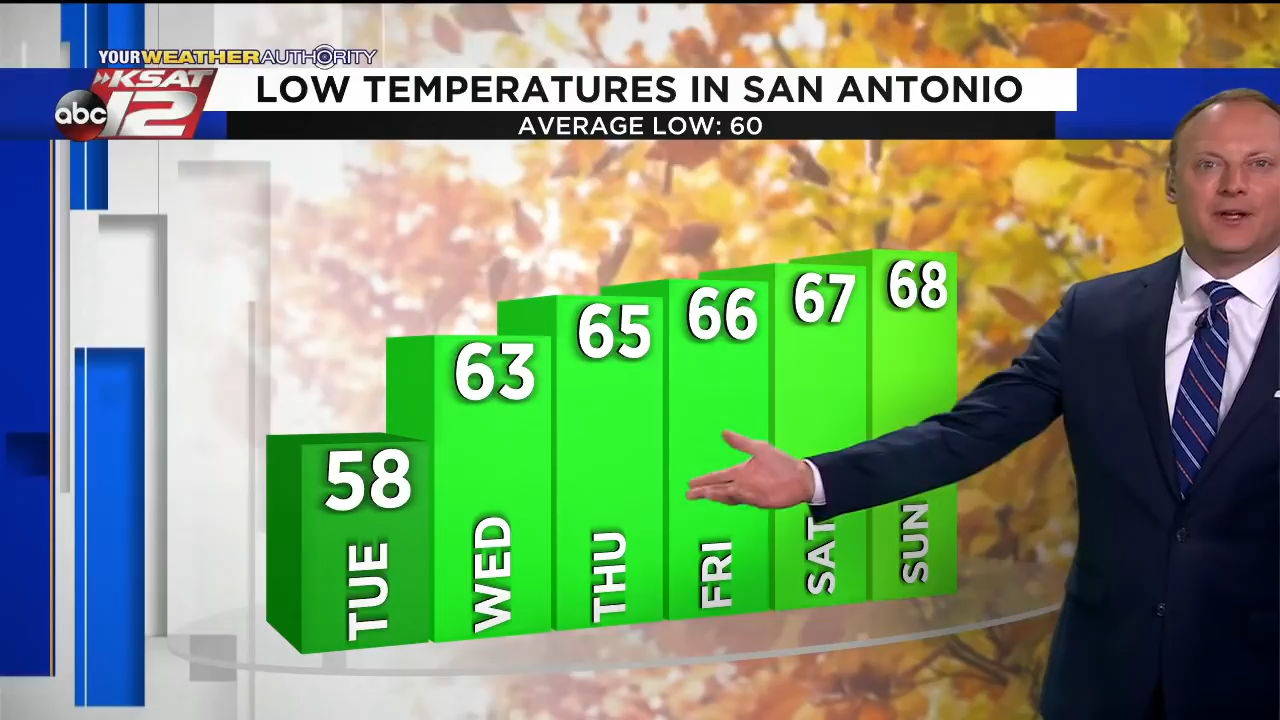 YOURWEATHERAUTHORITY
KSAT
abc 12
LOW TEMPERATURES IN SAN ANTONIO
AVERAGE LOW: 60
58 63 65 66 67 68
TUE WED THU FRI SAT SUN